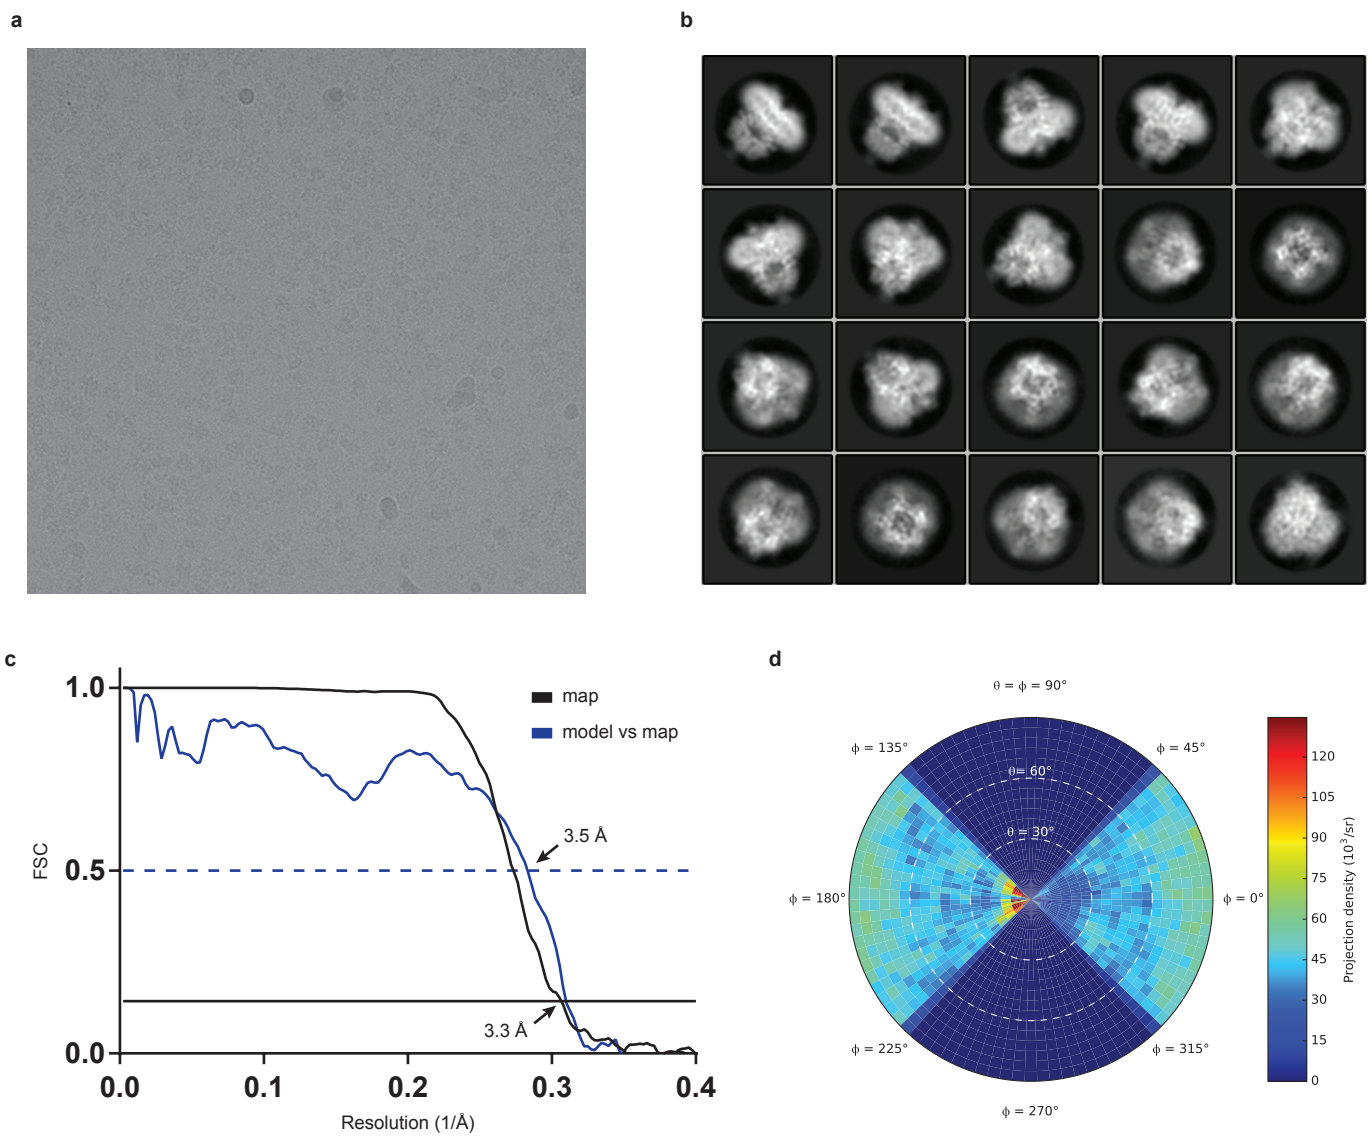 a
b
c
1.0
0.5
0.0
FSC
map
model vs map
3.5 Å
3.3 Å
0.0 0.1 0.2 0.3 0.4
Resolution (1/Å)
d
θ = ϕ = 90°
ϕ = 135°
ϕ = 45°
θ= 60°
θ = 30°
ϕ = 180°
ϕ = 0°
ϕ = 225°
ϕ = 315°
ϕ = 270°
120
105
90
75
60
45
30
15
0
Projection density (10³/sr)